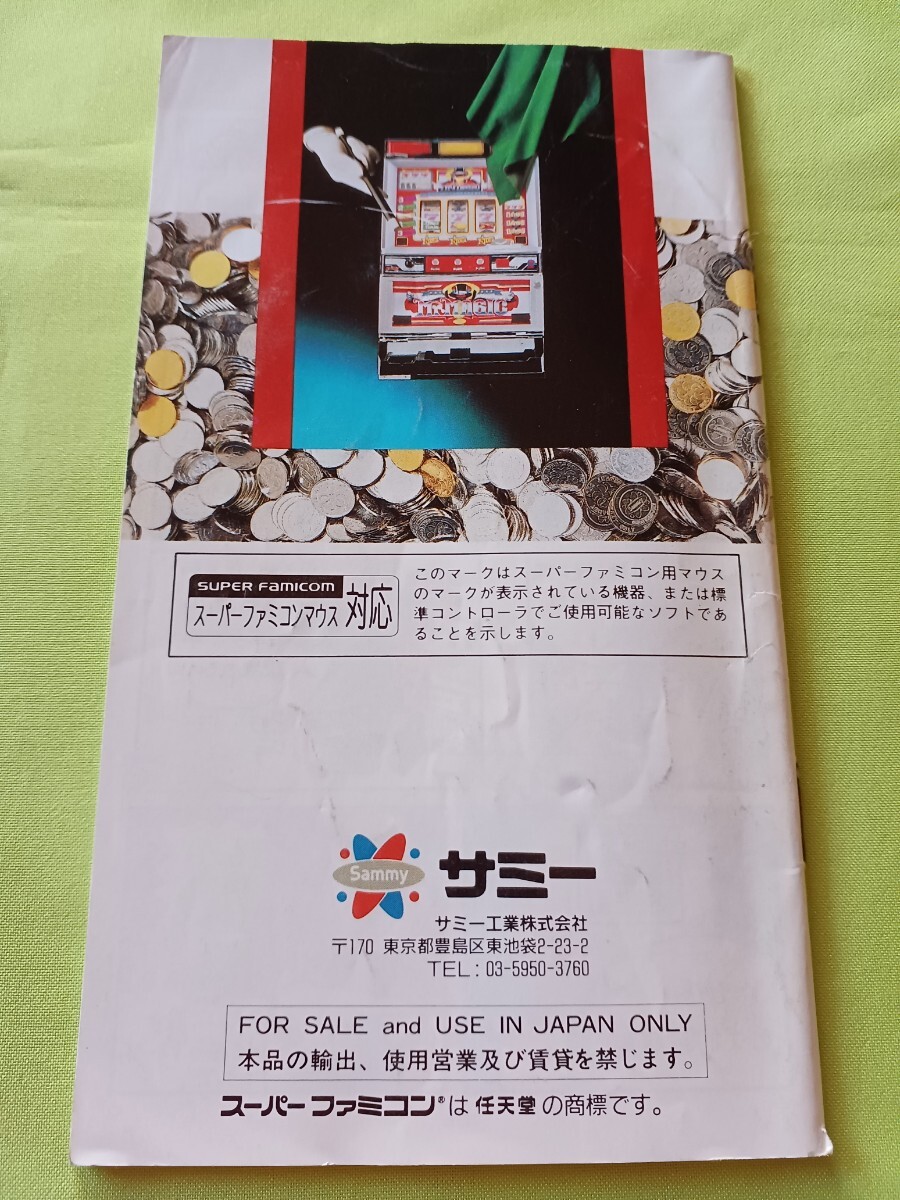 Mr.MAGIC
SUPER FAMICOM
スーパーファミコンマウス 対応
このマークはスーパーファミコン用マウス
のマークが表示されている機器、または標
準コントローラでご使用可能なソフトであ
ることを示します。
Sammy サミー
サミー工業株式会社
〒170 東京都豊島区東池袋2-23-2
TEL：03-5950-3760
FOR SALE and USE IN JAPAN ONLY
本品の輸出、使用営業及び賃貸を禁じます。
スーパーファミコン®は 任天堂 の商標です。